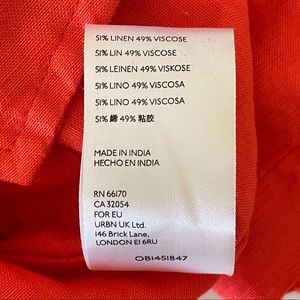 51% LINEN 49% VISCOSE
51% LIN 49% VISCOSE
51% LEINEN 49% VISKOSE
51% LINO 49% VISCOSA
51% LINO 49% VISCOSA
51% 絺 49% 粘胶
MADE IN INDIA
HECHO EN INDIA
RN 66170
CA 32054
FOR EU
URBN UK Ltd.
146 Brick Lane,
LONDON E1 6RU
OB1451847